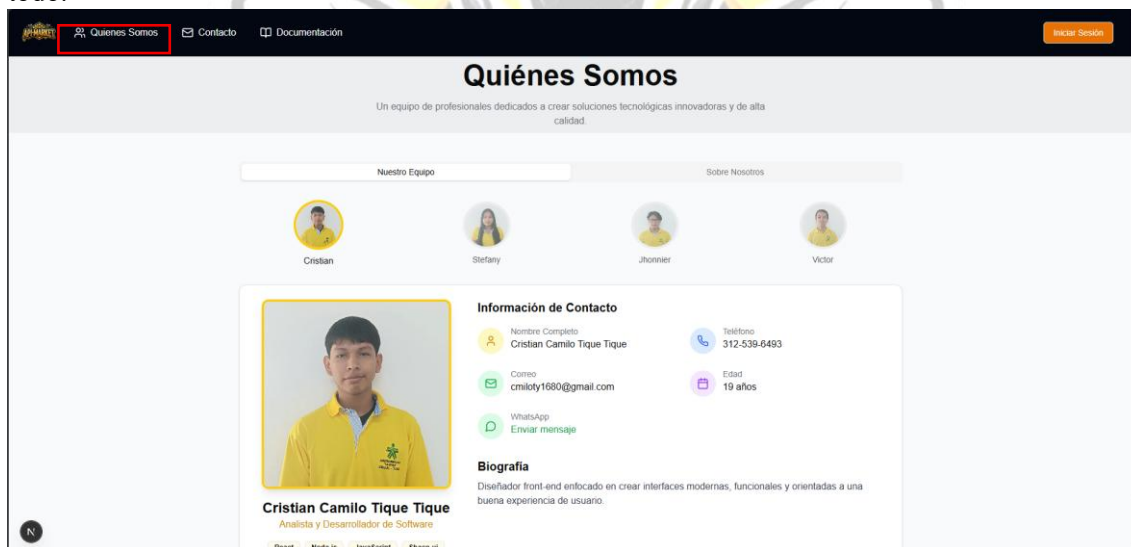 API-MARKET
Quienes Somos
Contacto
Documentación
Iniciar Sesión
Quiénes Somos
Un equipo de profesionales dedicados a crear soluciones tecnológicas innovadoras y de alta
calidad.
Nuestro Equipo
Sobre Nosotros
Cristian
Stefany
Jhonnier
Victor
Información de Contacto
Nombre Completo
Cristian Camilo Tique Tique
Teléfono
312-539-6493
Correo
cmiloty1680@gmail.com
Edad
19 años
WhatsApp
Enviar mensaje
Biografía
Diseñador front-end enfocado en crear interfaces modernas, funcionales y orientadas a una
buena experiencia de usuario.
Cristian Camilo Tique Tique
Analista y Desarrollador de Software
N